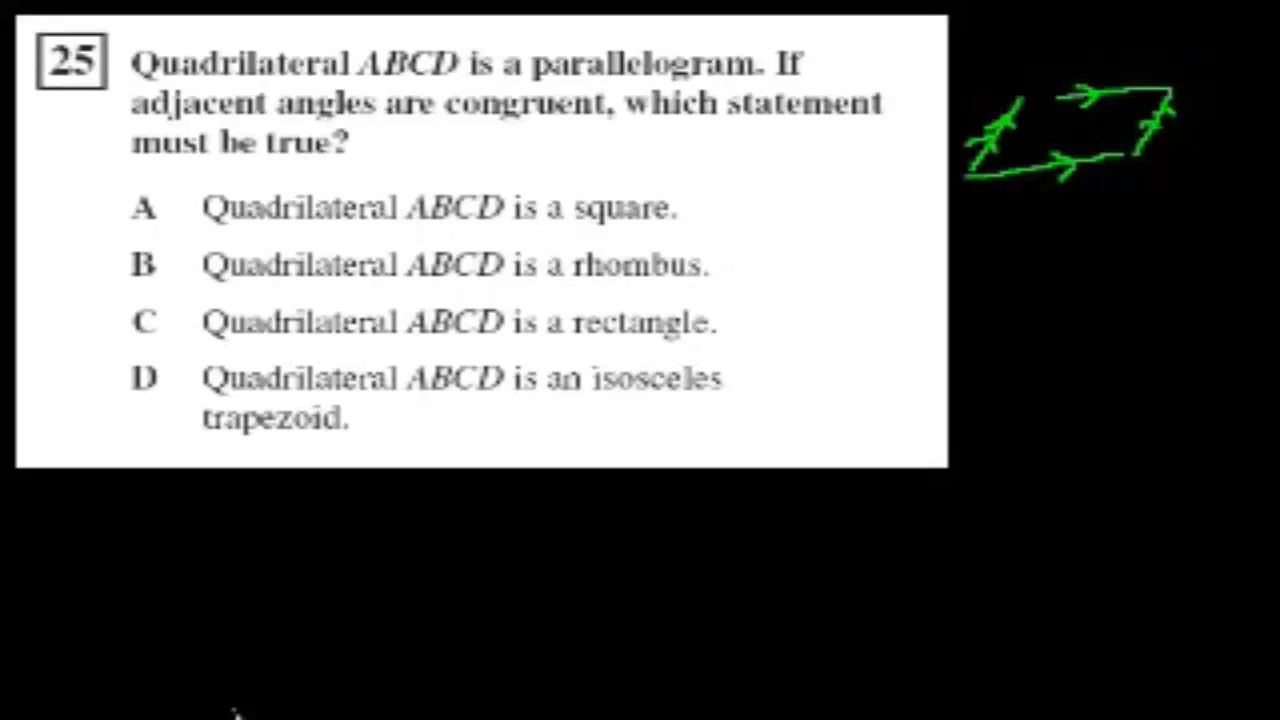 25 Quadrilateral ABCD is a parallelogram. If
adjacent angles are congruent, which statement
must be true?
A Quadrilateral ABCD is a square.
B Quadrilateral ABCD is a rhombus.
C Quadrilateral ABCD is a rectangle.
D Quadrilateral ABCD is an isosceles
trapezoid.